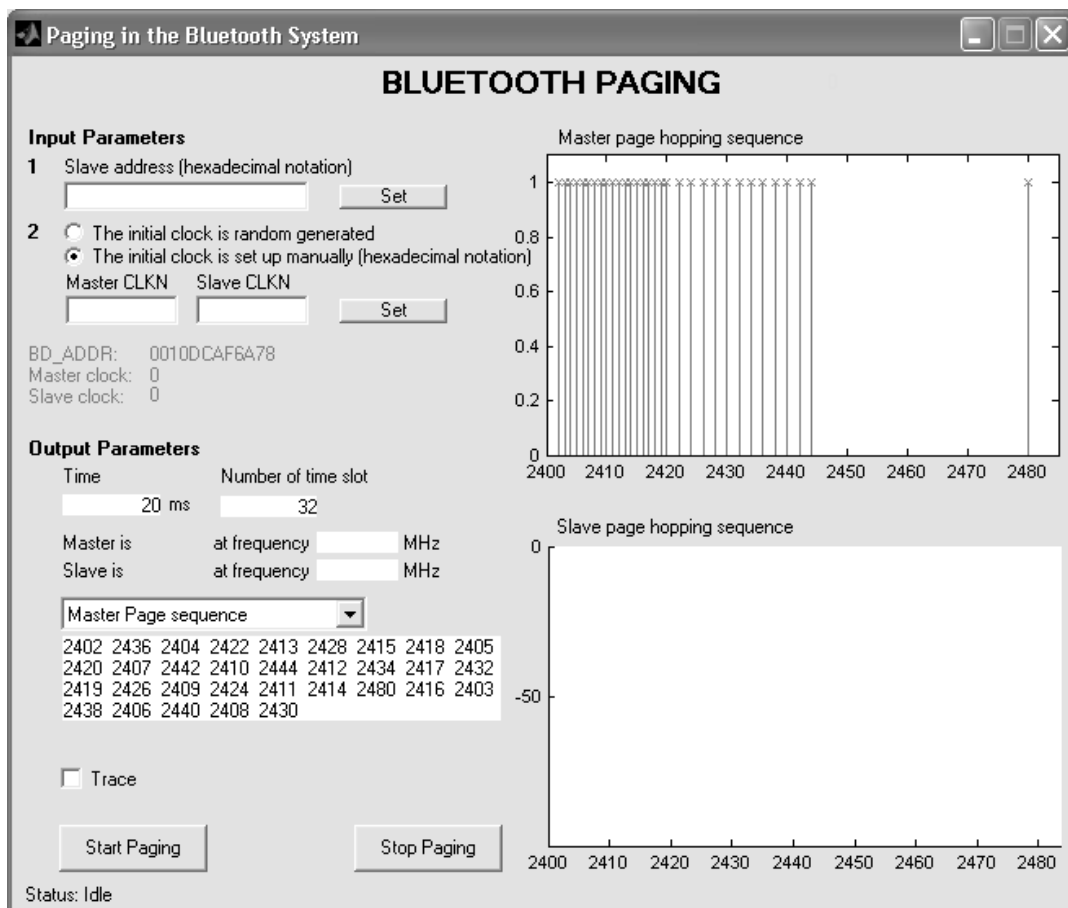 Paging in the Bluetooth System
BLUETOOTH PAGING
Input Parameters
1 Slave address (hexadecimal notation)
Set
2 The initial clock is random generated
The initial clock is set up manually (hexadecimal notation)
Master CLKN Slave CLKN
Set
BD_ADDR: 0010DCAF6A78
Master clock: 0
Slave clock: 0
Output Parameters
Time Number of time slot
20 ms 32
Master is at frequency MHz
Slave is at frequency MHz
Master Page sequence
2402 2436 2404 2422 2413 2428 2415 2418 2405
2420 2407 2442 2410 2444 2412 2434 2417 2432
2419 2426 2409 2424 2411 2414 2480 2416 2403
2438 2406 2440 2408 2430
Trace
Start Paging Stop Paging
Status: Idle
Master page hopping sequence
1
0.8
0.6
0.4
0.2
0
2400 2410 2420 2430 2440 2450 2460 2470 2480
Slave page hopping sequence
0
-50
2400 2410 2420 2430 2440 2450 2460 2470 2480